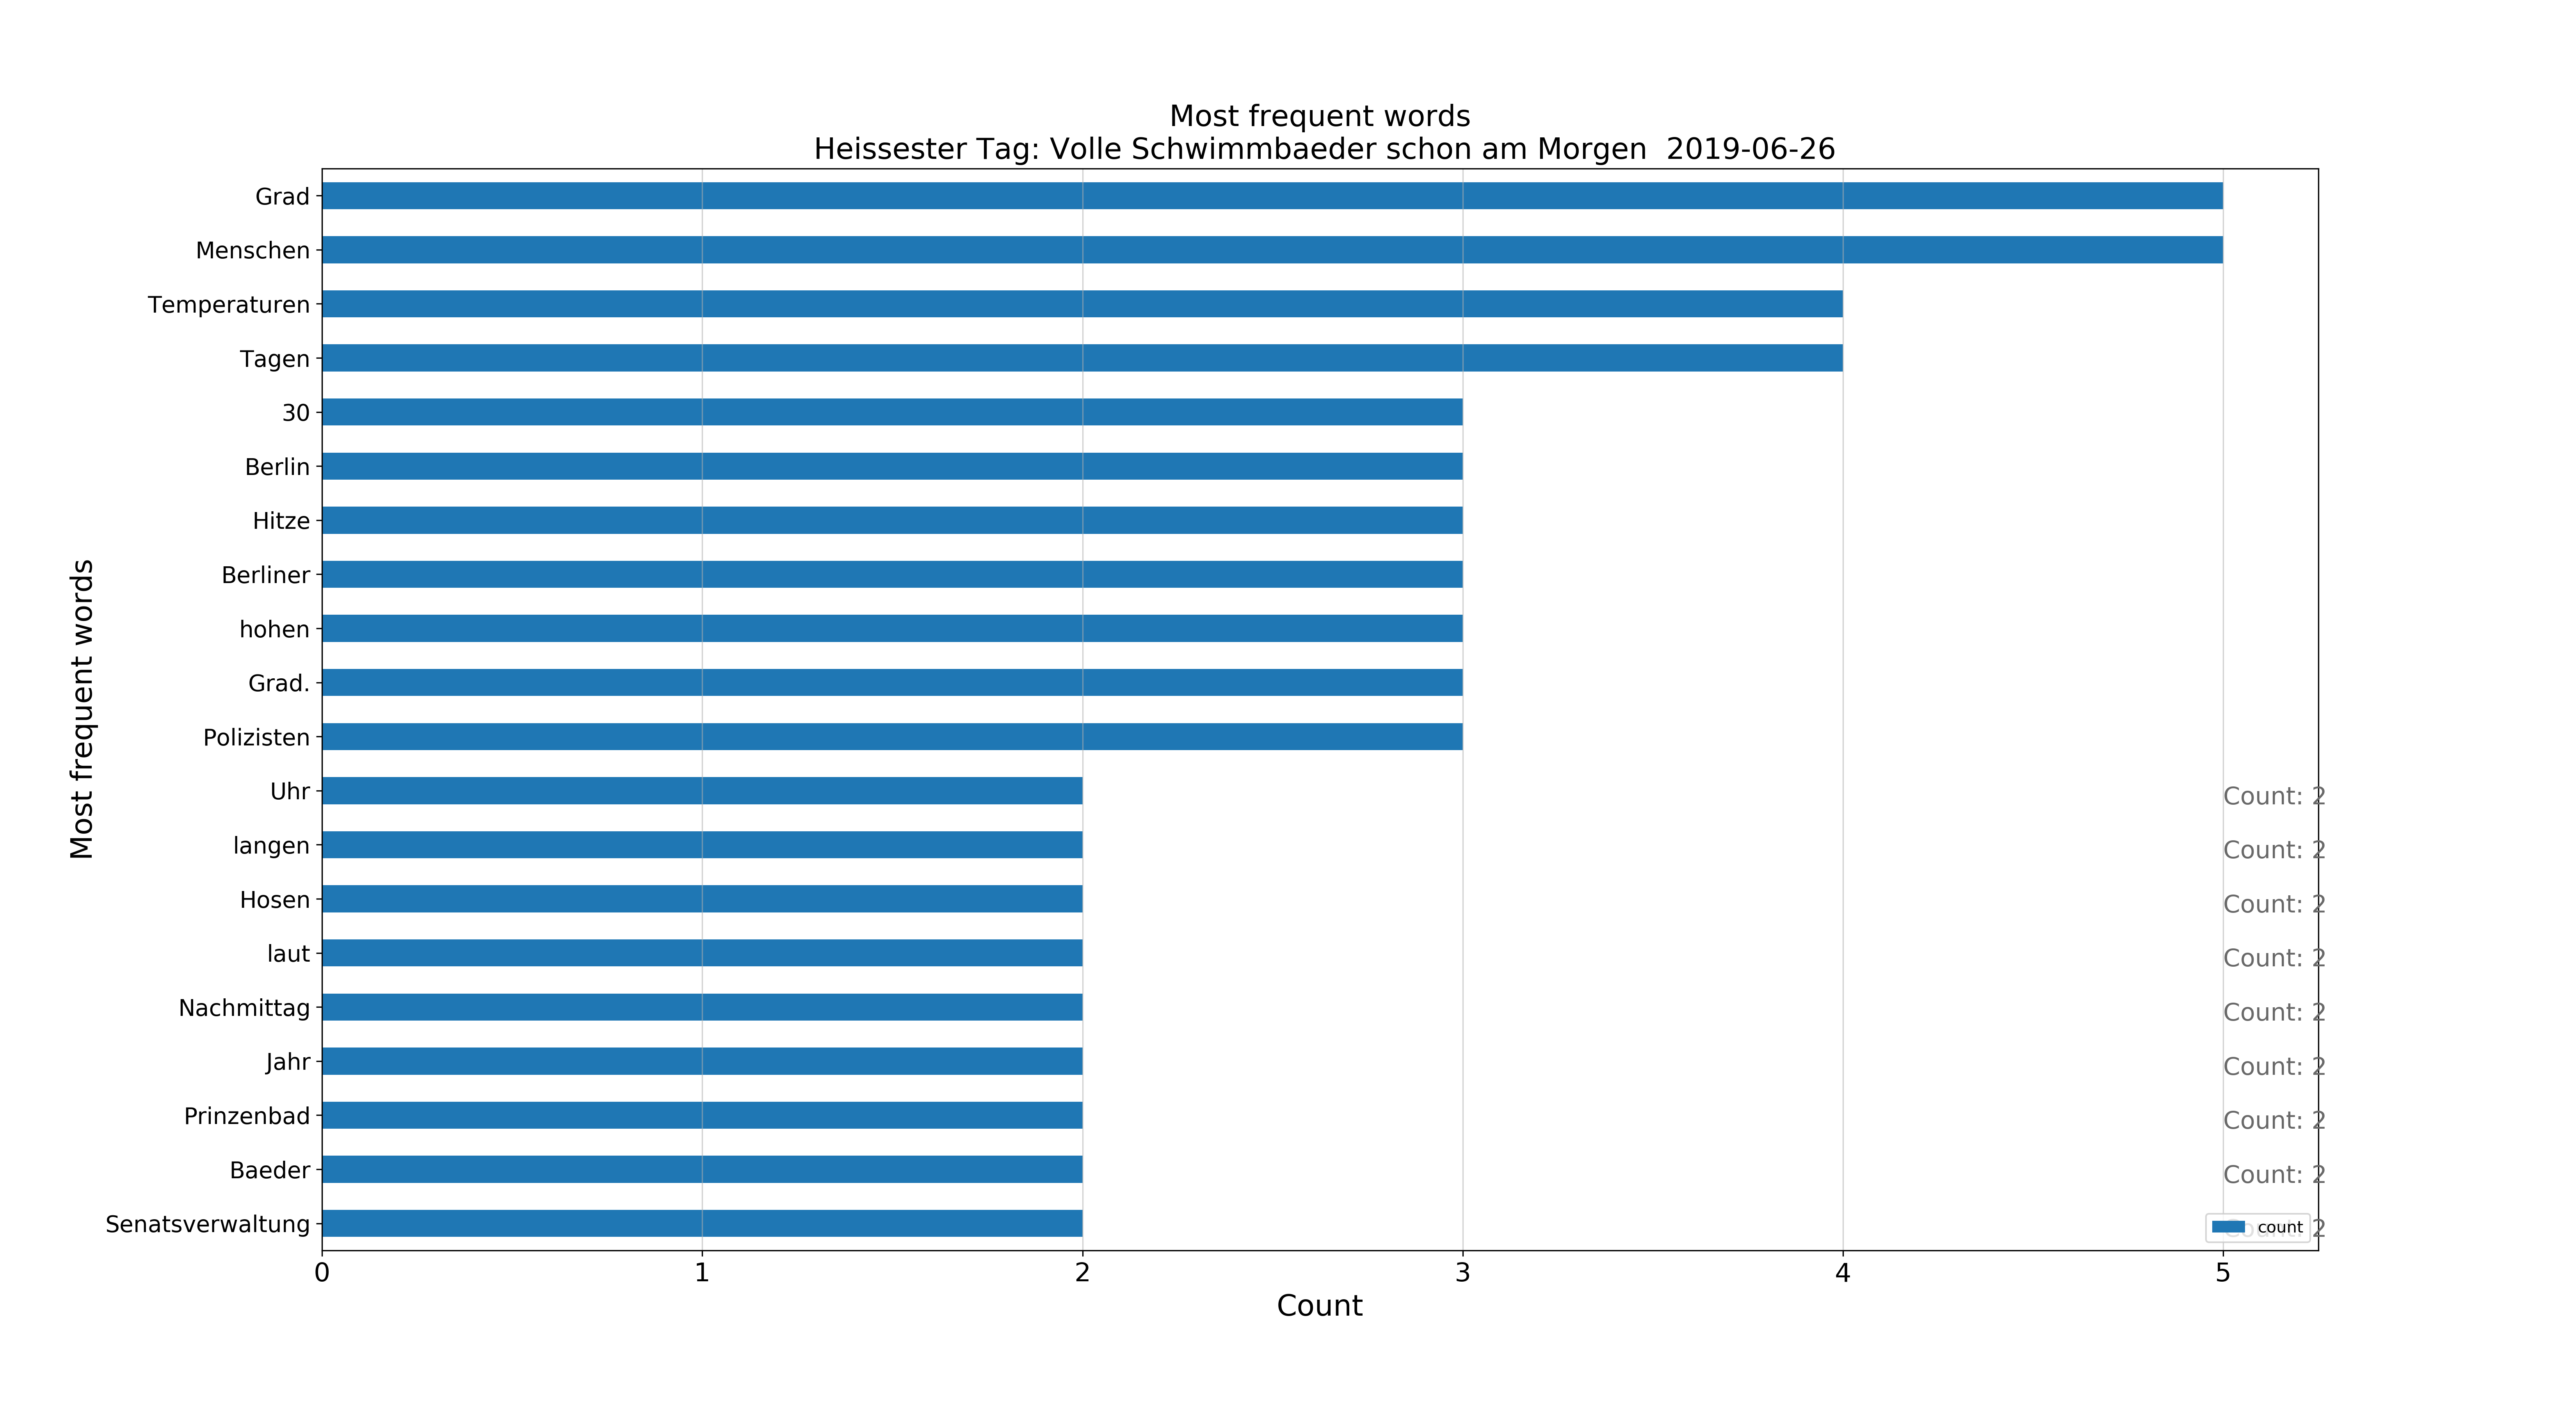 Most frequent words
Heissester Tag: Volle Schwimmbaeder schon am Morgen  2019-06-26
Most frequent words
Grad
Menschen
Temperaturen
Tagen
30
Berlin
Hitze
Berliner
hohen
Grad.
Polizisten
Uhr Count: 2
langen Count: 2
Hosen Count: 2
laut Count: 2
Nachmittag Count: 2
Jahr Count: 2
Prinzenbad Count: 2
Baeder Count: 2
Senatsverwaltung Count: 2
count
0 1 2 3 4 5
Count